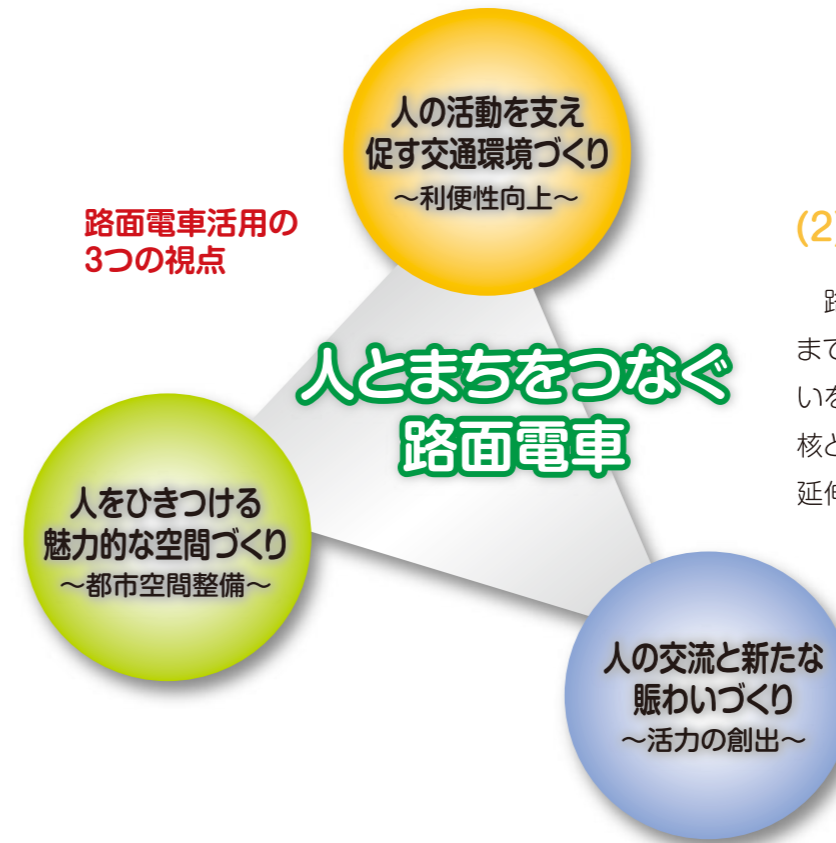 人の活動を支え
促す交通環境づくり
～利便性向上～
路面電車活用の
3つの視点
人とまちをつなぐ
路面電車
人をひきつける
魅力的な空間づくり
～都市空間整備～
人の交流と新たな
賑わいづくり
～活力の創出～
(2
路
まで
いを
核と
延伸